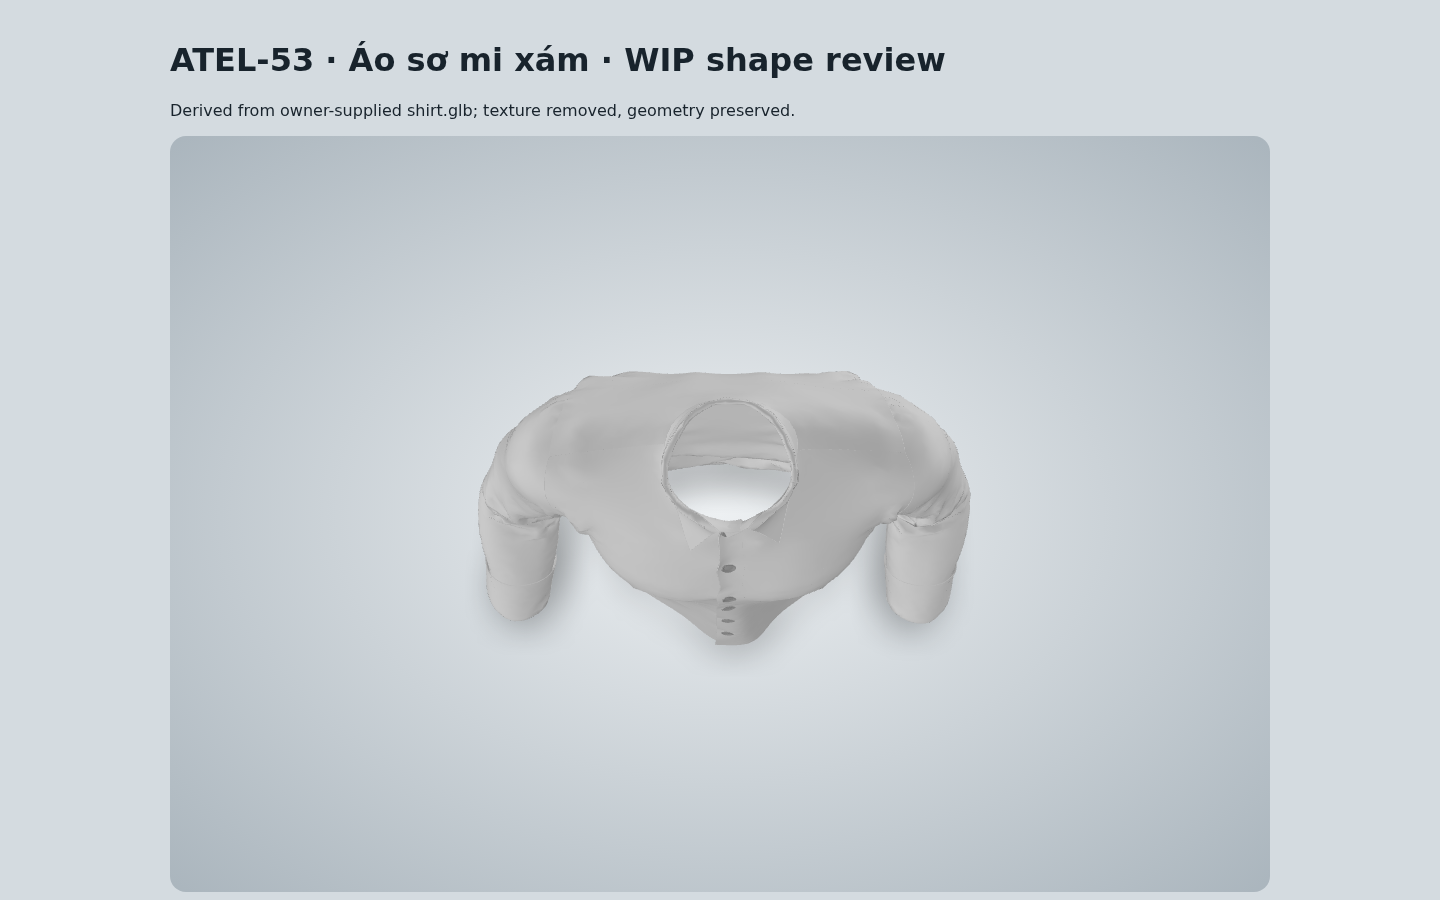 ATEL-53 · Áo sơ mi xám · WIP shape review
Derived from owner-supplied shirt.glb; texture removed, geometry preserved.